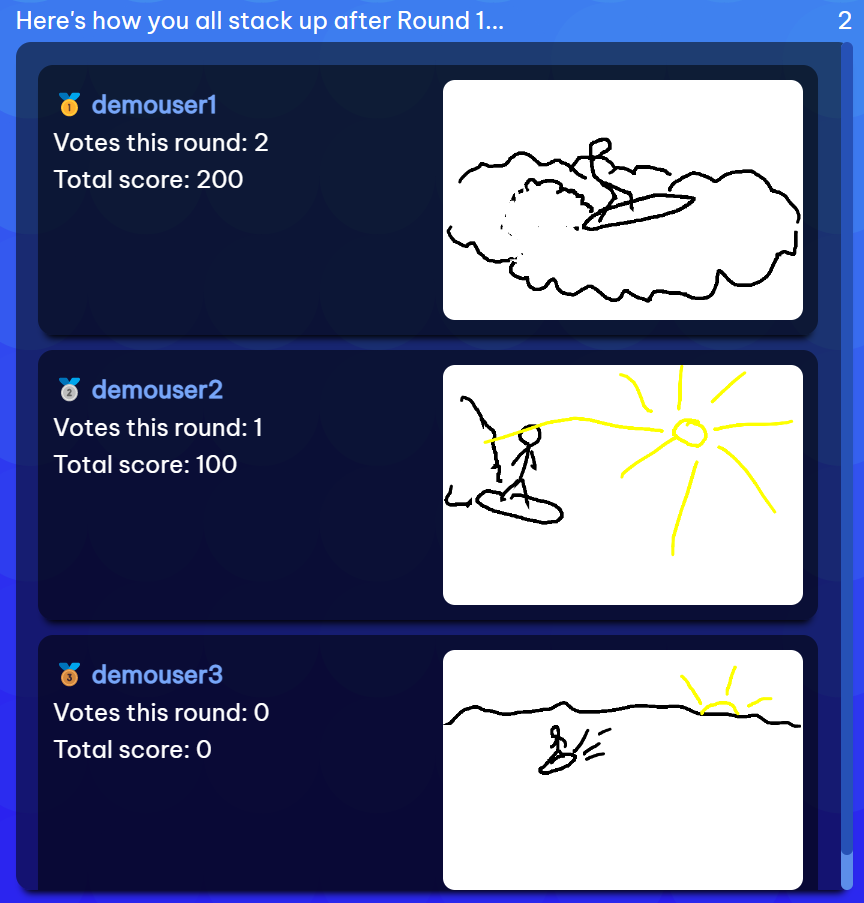 Here's how you all stack up after Round 1... 2
🥇 demouser1
Votes this round: 2
Total score: 200
🥈 demouser2
Votes this round: 1
Total score: 100
🥉 demouser3
Votes this round: 0
Total score: 0